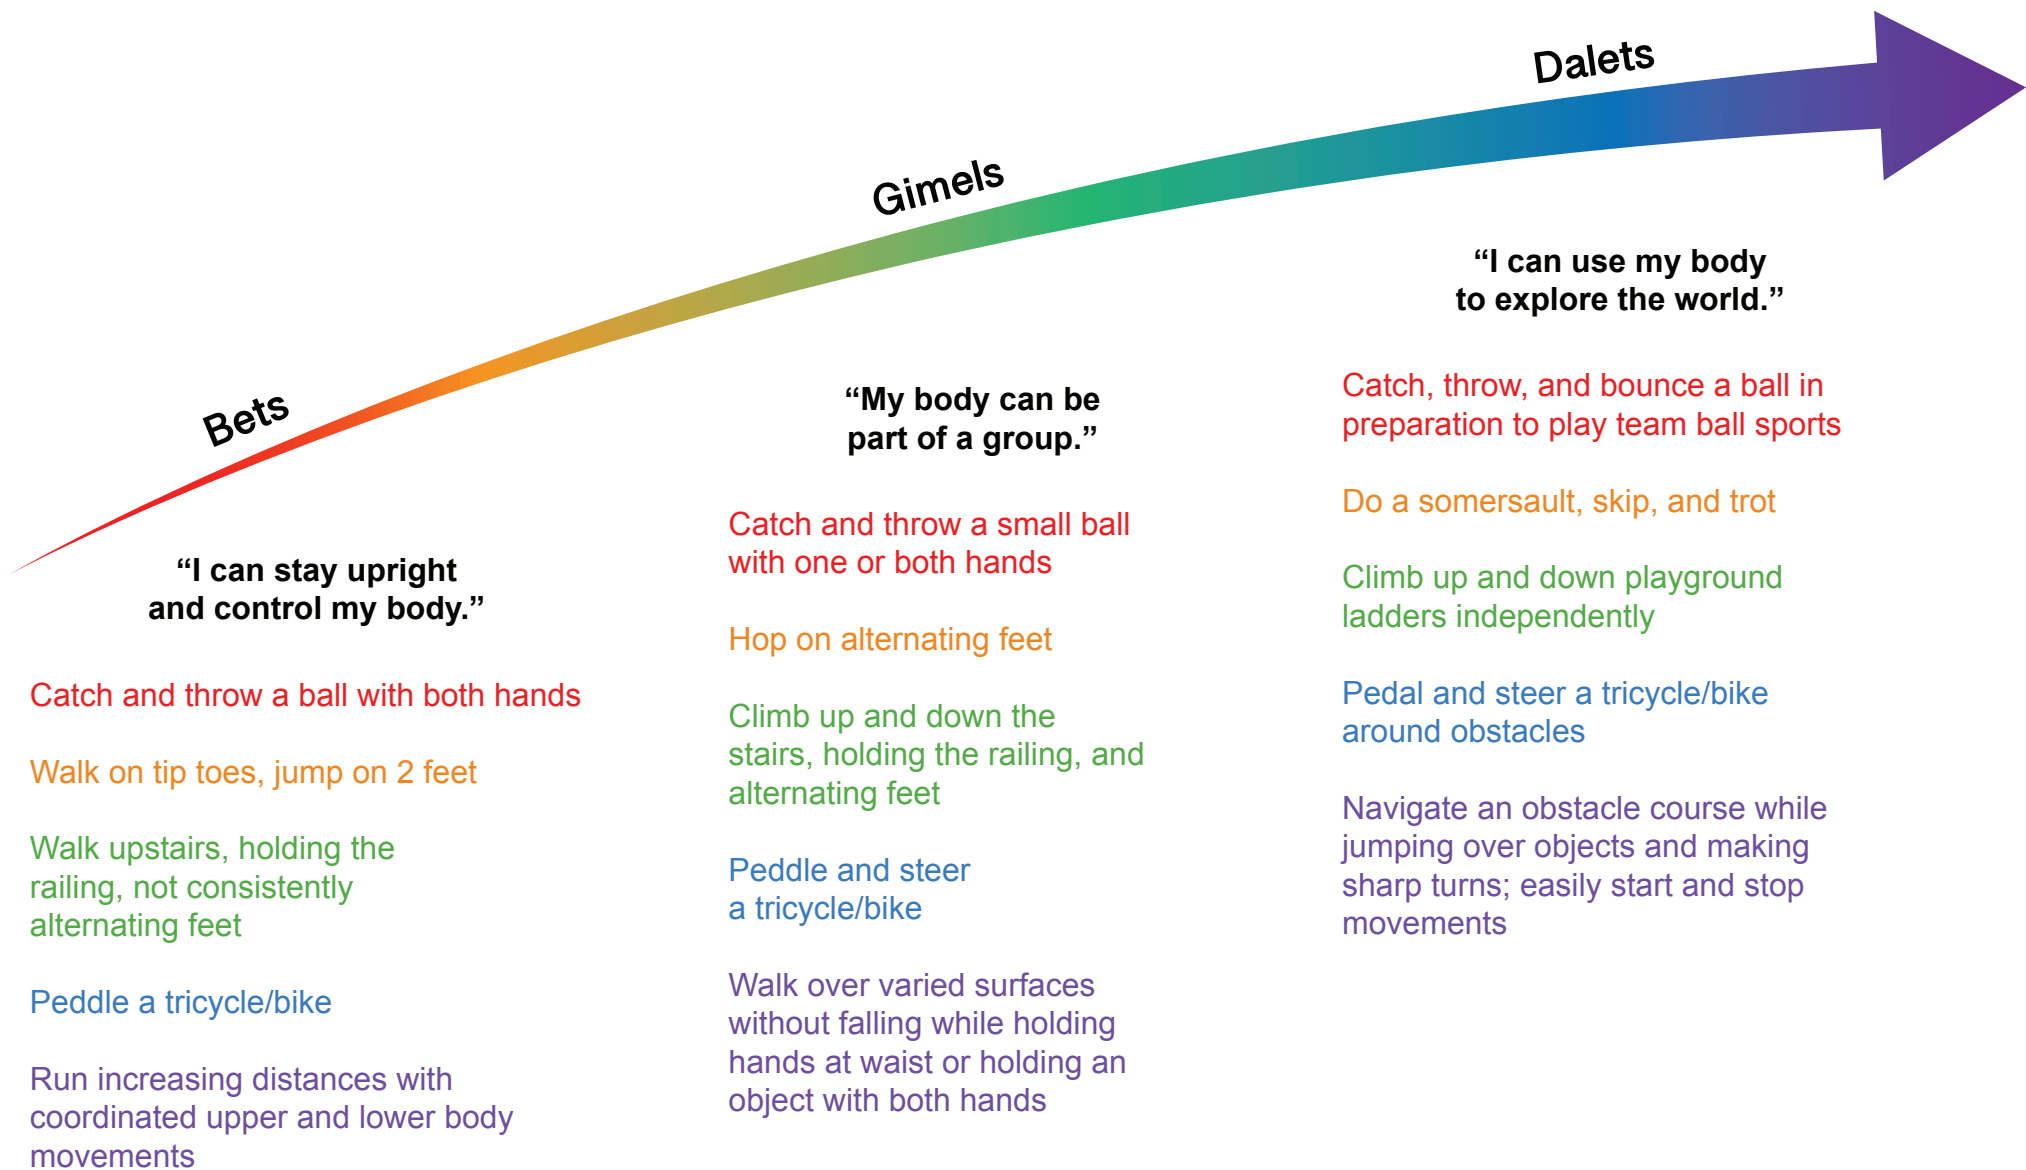 Bets
“I can stay upright
and control my body.”
Catch and throw a ball with both hands
Walk on tip toes, jump on 2 feet
Walk upstairs, holding the
railing, not consistently
alternating feet
Peddle a tricycle/bike
Run increasing distances with
coordinated upper and lower body
movements
Gimels
“My body can be
part of a group.”
Catch and throw a small ball
with one or both hands
Hop on alternating feet
Climb up and down the
stairs, holding the railing, and
alternating feet
Peddle and steer
a tricycle/bike
Walk over varied surfaces
without falling while holding
hands at waist or holding an
object with both hands
Dalets
“I can use my body
to explore the world.”
Catch, throw, and bounce a ball in
preparation to play team ball sports
Do a somersault, skip, and trot
Climb up and down playground
ladders independently
Pedal and steer a tricycle/bike
around obstacles
Navigate an obstacle course while
jumping over objects and making
sharp turns; easily start and stop
movements